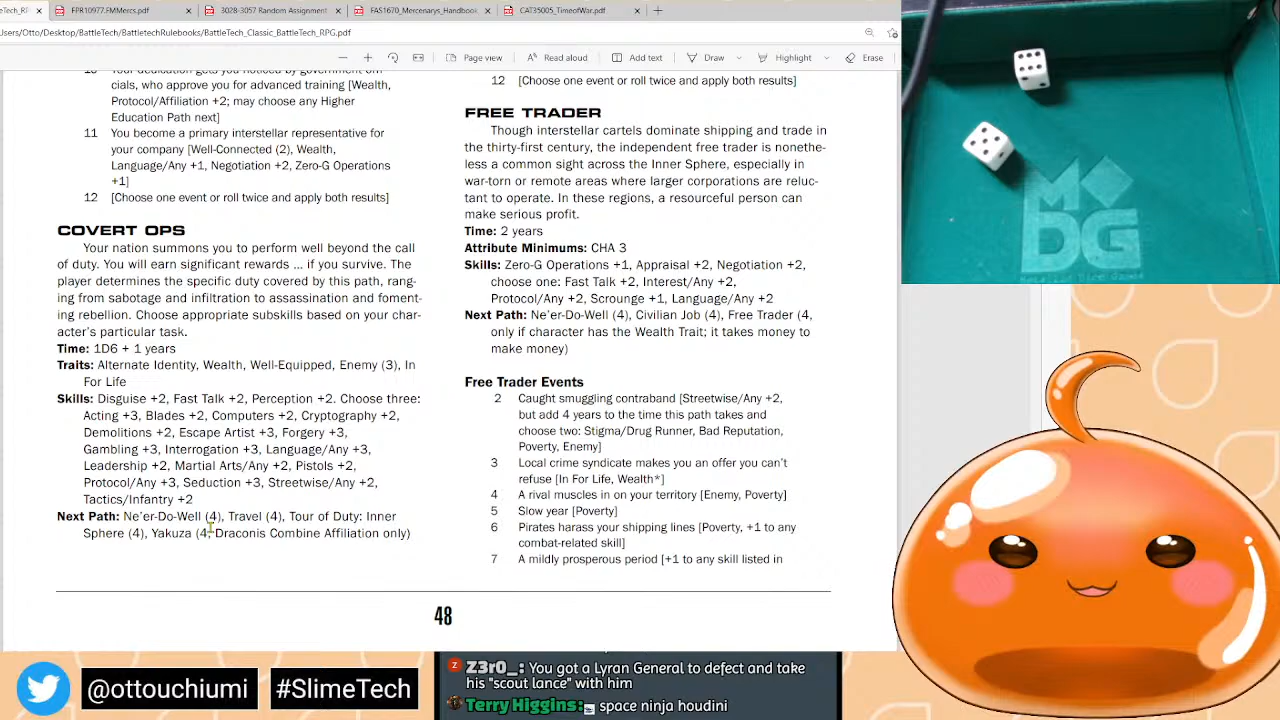 eTech_R...
FPR10977.FMMercs.pdf
3028-3057 Random Assignment
FAS1670_Mercenarys_Handbook
CAT35005_TimeofWar.pdf
/Users/Otto/Desktop/BattleTech/BattletechRulebooks/BattleTech_Classic_BattleTech_RPG.pdf
Page view
Read aloud
Add text
Draw
Highlight
Erase
cials, who approve you for advanced training [Wealth,
Protocol/Affiliation +2; may choose any Higher
Education Path next]
11 You become a primary interstellar representative for
your company [Well-Connected (2), Wealth,
Language/Any +1, Negotiation +2, Zero-G Operations
+1]
12 [Choose one event or roll twice and apply both results]
COVERT OPS
Your nation summons you to perform well beyond the call
of duty. You will earn significant rewards ... if you survive. The
player determines the specific duty covered by this path, rang-
ing from sabotage and infiltration to assassination and foment-
ing rebellion. Choose appropriate subskills based on your char-
acter's particular task.
Time: 1D6 + 1 years
Traits: Alternate Identity, Wealth, Well-Equipped, Enemy (3), In
For Life
Skills: Disguise +2, Fast Talk +2, Perception +2. Choose three:
Acting +3, Blades +2, Computers +2, Cryptography +2,
Demolitions +2, Escape Artist +3, Forgery +3,
Gambling +3, Interrogation +3, Language/Any +3,
Leadership +2, Martial Arts/Any +2, Pistols +2,
Protocol/Any +3, Seduction +3, Streetwise/Any +2,
Tactics/Infantry +2
Next Path: Ne'er-Do-Well (4), Travel (4), Tour of Duty: Inner
Sphere (4), Yakuza (4, Draconis Combine Affiliation only)
12 [Choose one event or roll twice and apply both results]
FREE TRADER
Though interstellar cartels dominate shipping and trade in
the thirty-first century, the independent free trader is nonethe-
less a common sight across the Inner Sphere, especially in
war-torn or remote areas where larger corporations are reluc-
tant to operate. In these regions, a resourceful person can
make serious profit.
Time: 2 years
Attribute Minimums: CHA 3
Skills: Zero-G Operations +1, Appraisal +2, Negotiation +2,
choose one: Fast Talk +2, Interest/Any +2,
Protocol/Any +2, Scrounge +1, Language/Any +2
Next Path: Ne'er-Do-Well (4), Civilian Job (4), Free Trader (4,
only if character has the Wealth Trait; it takes money to
make money)
Free Trader Events
2 Caught smuggling contraband [Streetwise/Any +2,
but add 4 years to the time this path takes and
choose two: Stigma/Drug Runner, Bad Reputation,
Poverty, Enemy]
3 Local crime syndicate makes you an offer you can't
refuse [In For Life, Wealth*]
4 A rival muscles in on your territory [Enemy, Poverty]
5 Slow year [Poverty]
6 Pirates harass your shipping lines [Poverty, +1 to any
combat-related skill]
7 A mildly prosperous period [+1 to any skill listed in
48
MDG
@ottouchiumi
#SlimeTech
Z3r0_: You got a Lyran General to defect and take
his "scout lance" with him
Terry Higgins: space ninja houdini